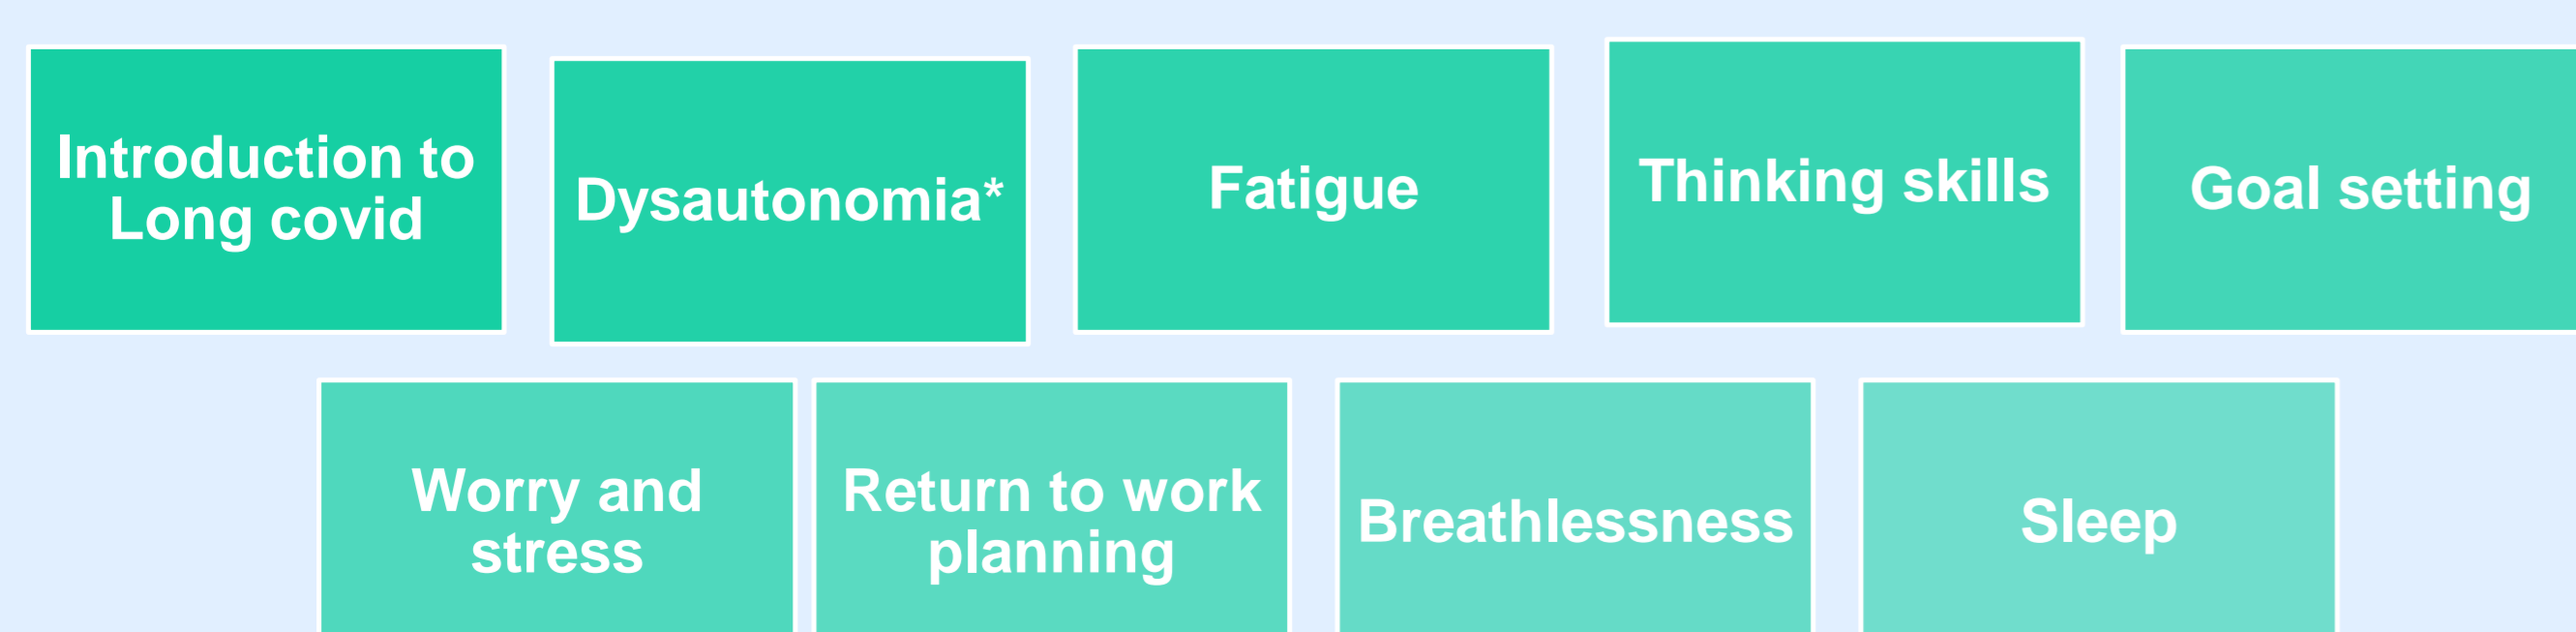 Introduction to
Long covid
Dysautonomia*
Fatigue
Thinking skills
Goal setting
Worry and
stress
Return to work
planning
Breathlessness
Sleep